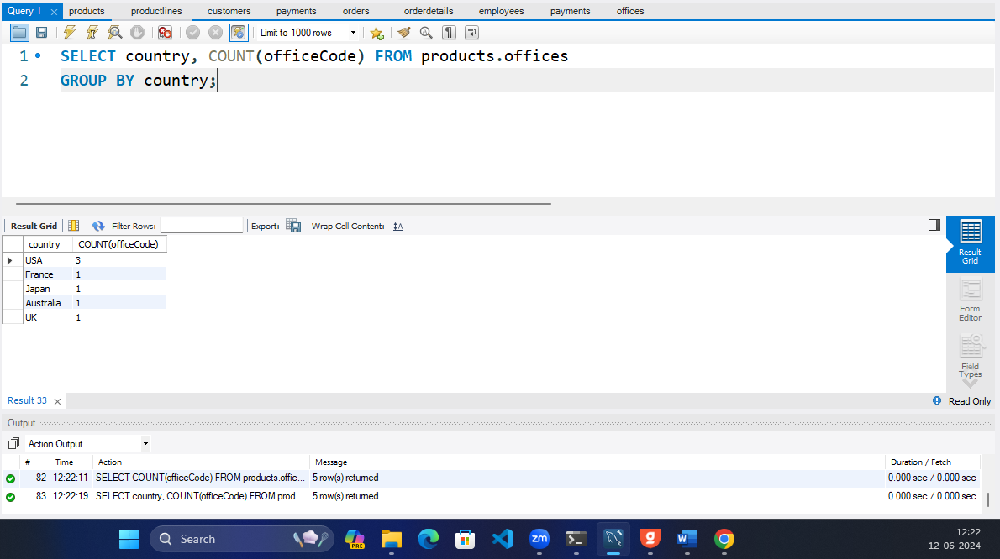 Query 1 products productlines customers payments orders orderdetails employees payments offices
Limit to 1000 rows
1 SELECT country, COUNT(officeCode) FROM products.offices
2 GROUP BY country;
Result Grid Filter Rows: Export: Wrap Cell Content:
country COUNT(officeCode)
USA 3
France 1
Japan 1
Australia 1
UK 1
Result
Grid
Form
Editor
Field
Types
Result 33 Read Only
Output
Action Output
# Time Action Message Duration / Fetch
82 12:22:11 SELECT COUNT(officeCode) FROM products.offic... 5 row(s) returned 0.000 sec / 0.000 sec
83 12:22:19 SELECT country, COUNT(officeCode) FROM prod... 5 row(s) returned 0.000 sec / 0.000 sec
Search PRE zm g W 12:22
12-06-2024